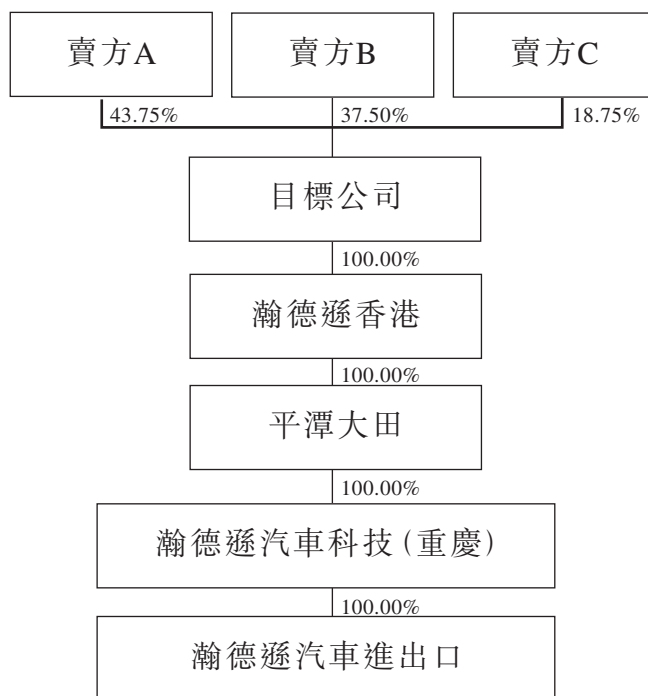 賣方A
賣方B
賣方C
43.75%
37.50%
18.75%
目標公司
100.00%
瀚德遜香港
100.00%
平潭大田
100.00%
瀚德遜汽車科技(重慶)
100.00%
瀚德遜汽車進出口